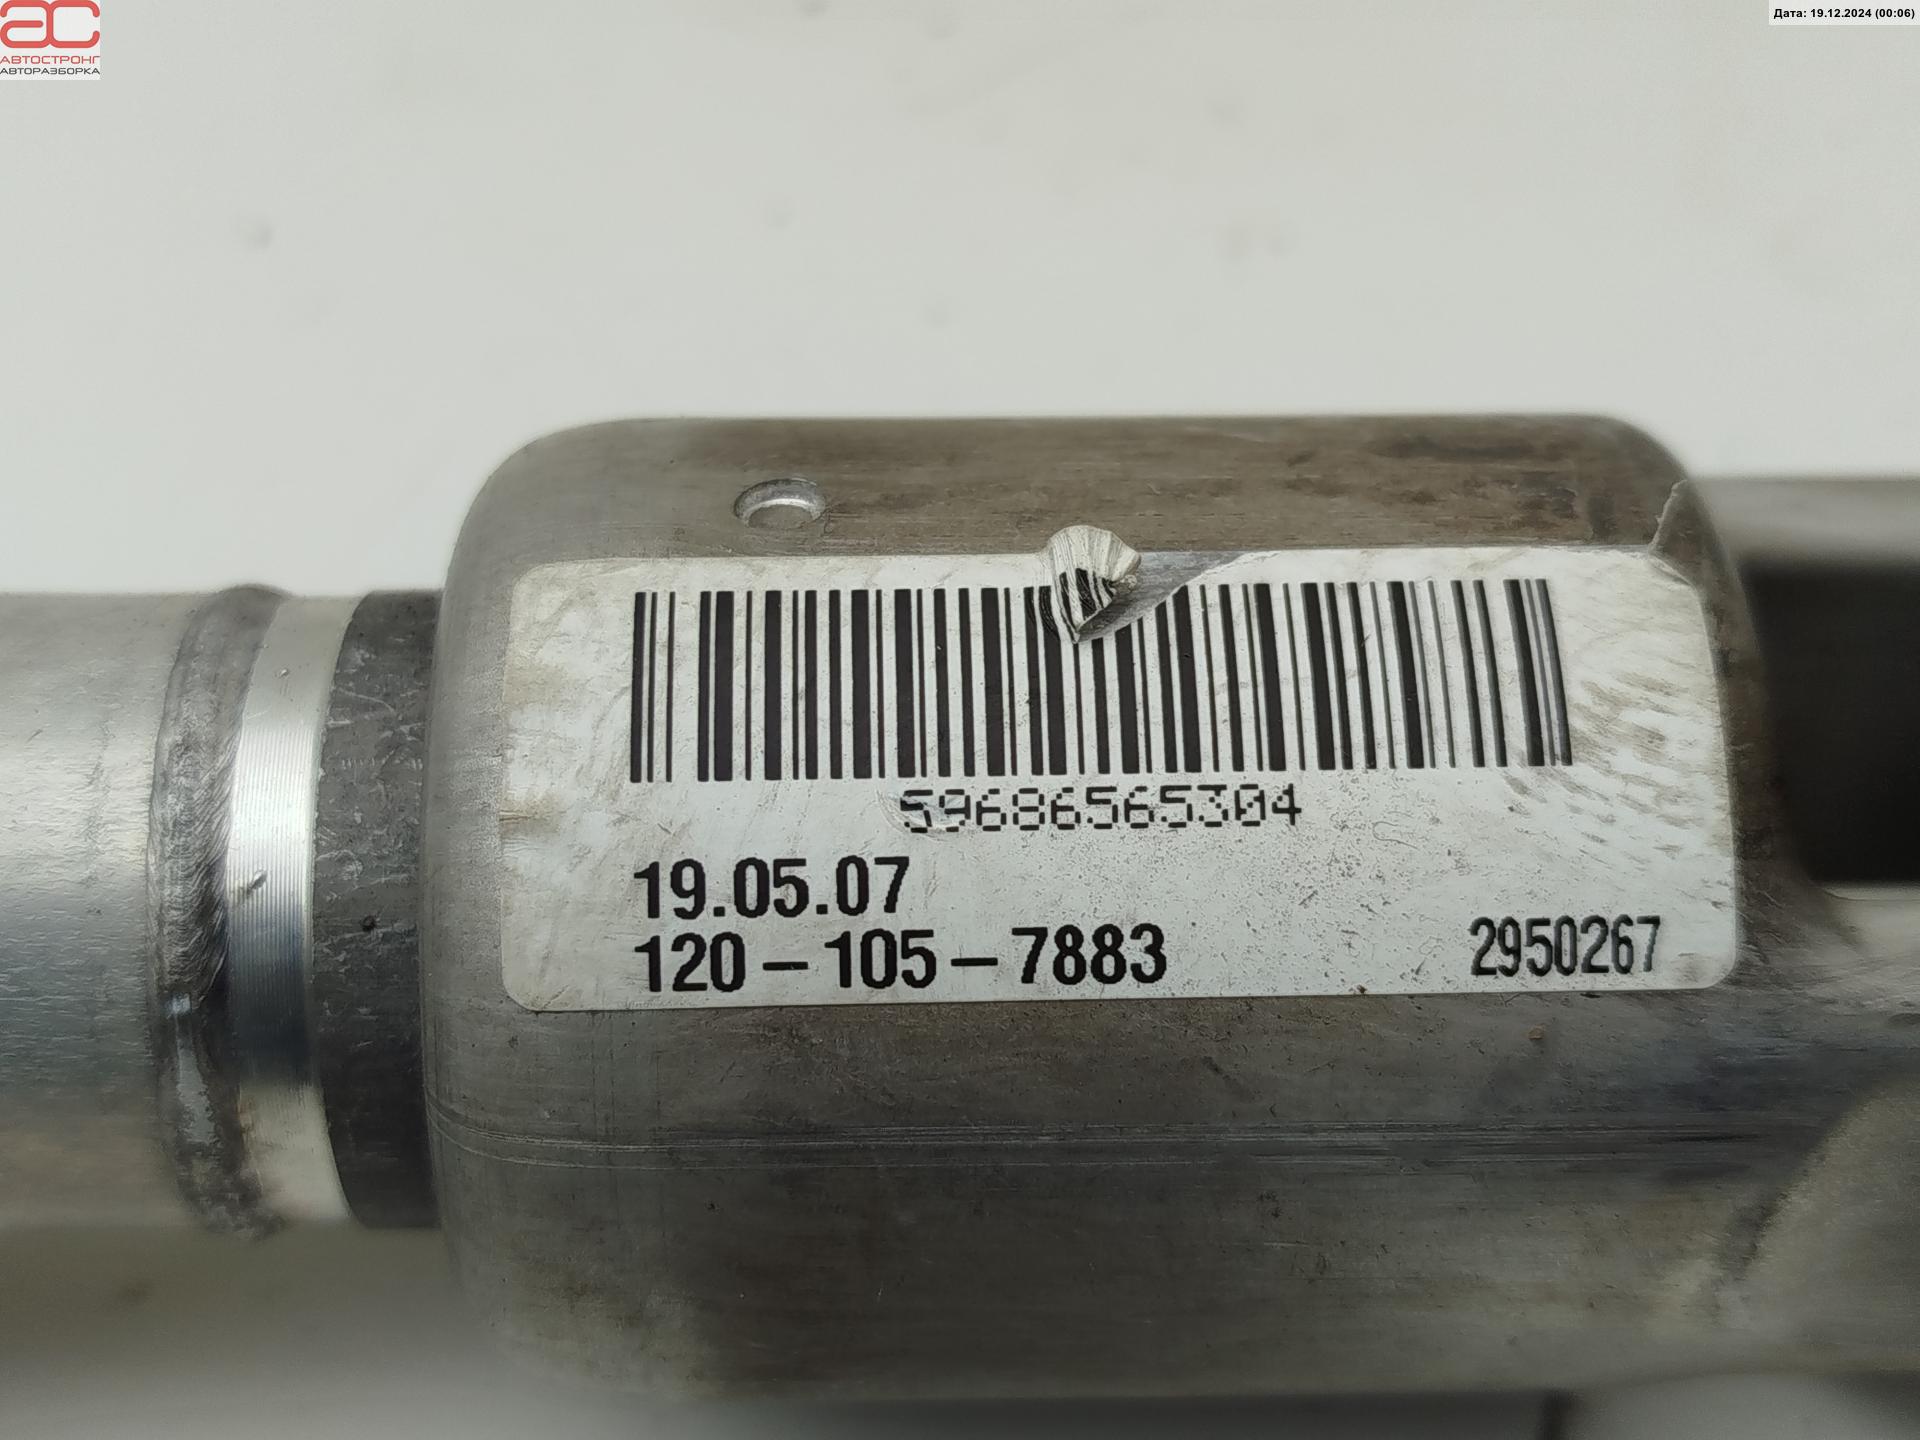 АС
АВТОСТРОНГ
АВТОРАЗБОРКА
Дата: 19.12.2024 (00:06)
59686565304
19.05.07
120-105-7883
2950267